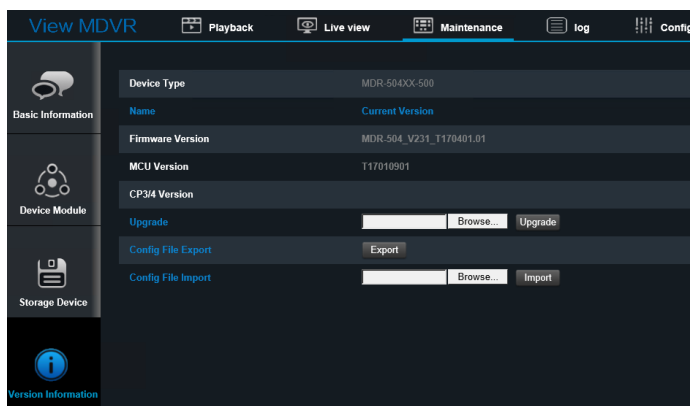 View MDVR Playback Live view Maintenance log Config
Basic Information
Device Module
Storage Device
Version Information
Device Type MDR-504XX-500
Name Current Version
Firmware Version MDR-504_V231_T170401.01
MCU Version T17010901
CP3/4 Version
Upgrade Browse... Upgrade
Config File Export Export
Config File Import Browse... Import